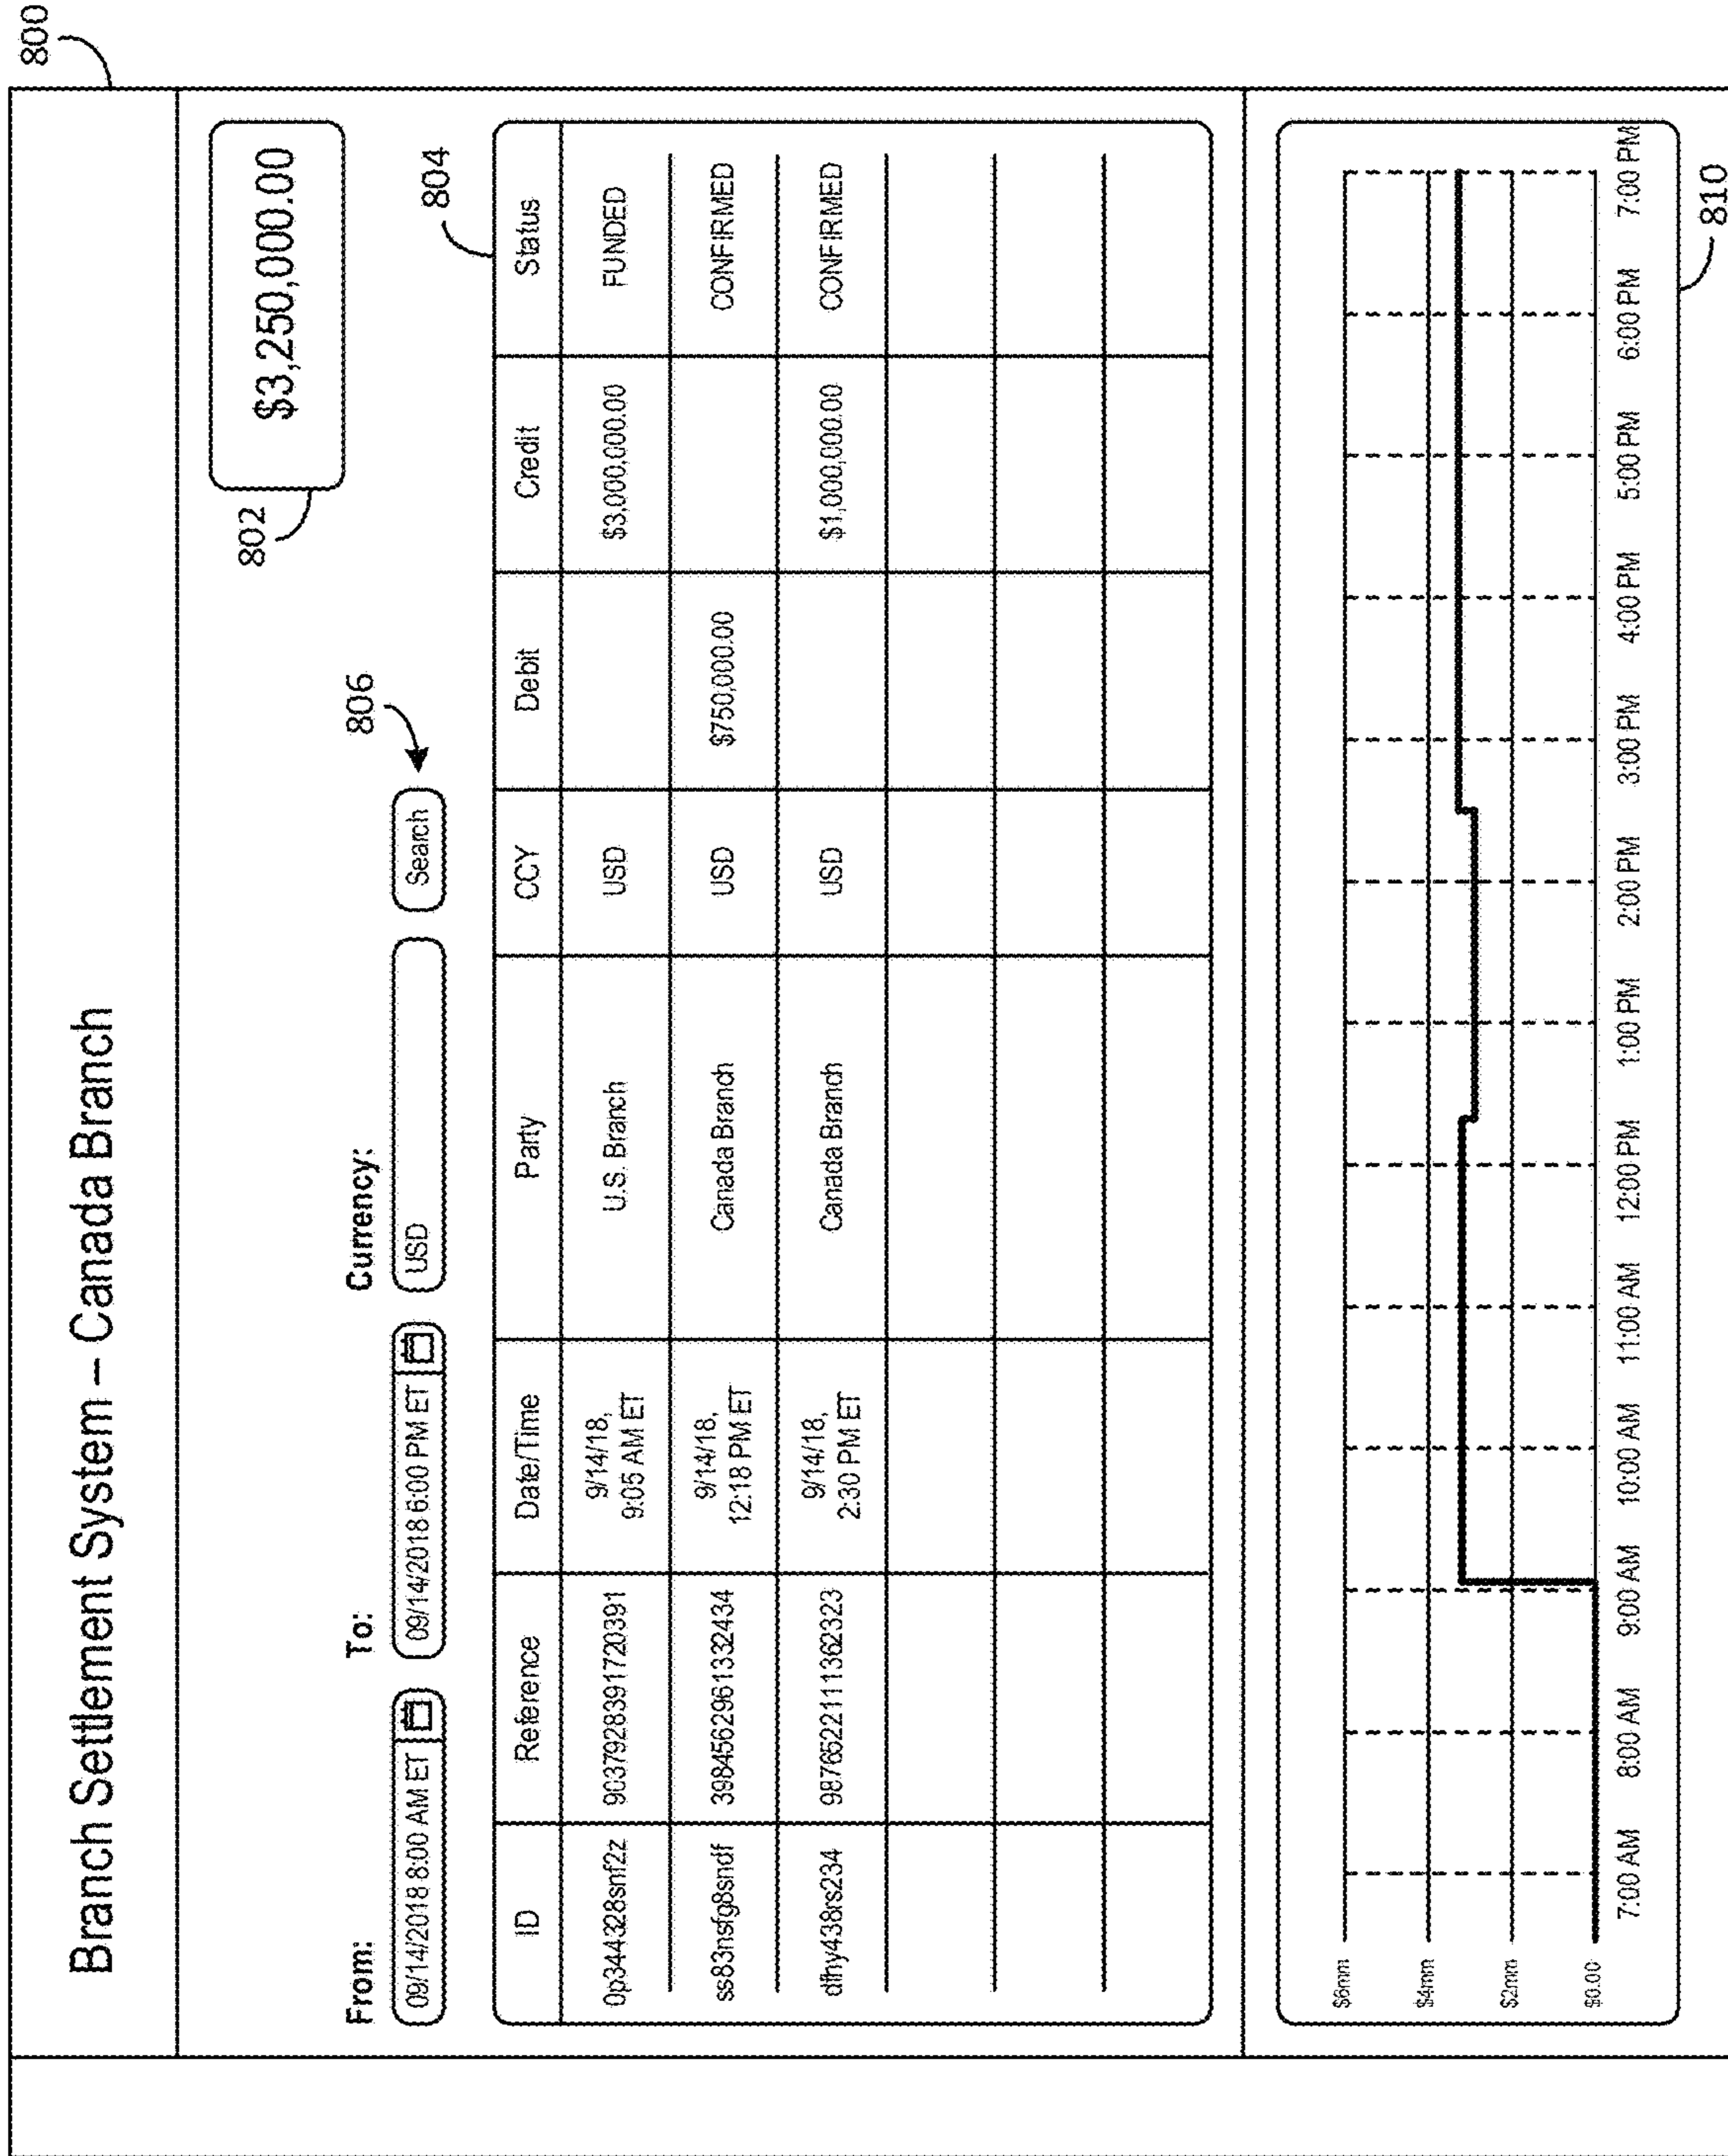 800
Branch Settlement System – Canada Branch
802
$3,250,000.00
From: To: Currency:
09/14/2018 8:00 AM ET 09/14/2018 6:00 PM ET USD Search
806
804
ID Reference Date/Time Party CCY Debit Credit Status
0p344328snf2z 9037928391720391 9/14/18, U.S. Branch USD $3,000,000.00 FUNDED
9:05 AM ET
ss83nsfg8sndf 3984562961332434 9/14/18, Canada Branch USD $750,000.00 CONFIRMED
12:18 PM ET
dfhy438rs234 9876522111362323 9/14/18, Canada Branch USD $1,000,000.00 CONFIRMED
2:30 PM ET
$6mm
$4mm
$2mm
$0.00
7:00 AM 8:00 AM 9:00 AM 10:00 AM 11:00 AM 12:00 PM 1:00 PM 2:00 PM 3:00 PM 4:00 PM 5:00 PM 6:00 PM 7:00 PM
810